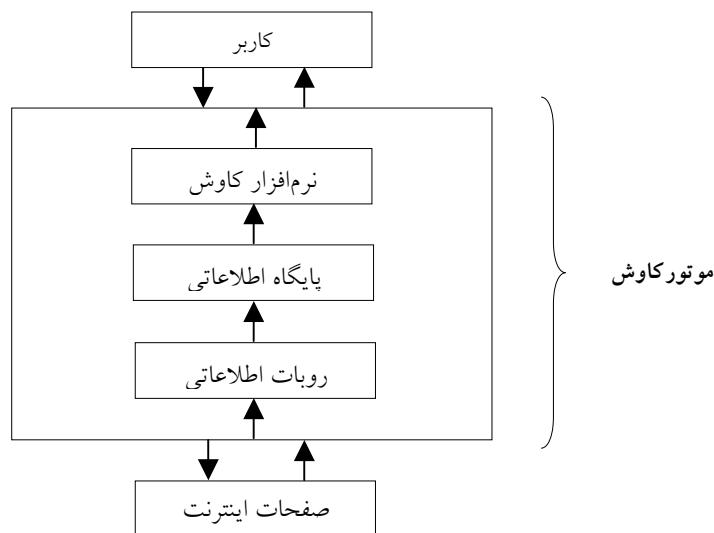 کاربر
نرم‌افزار کاوش
پایگاه اطلاعاتی
موتورکاوش
روبات اطلاعاتی
صفحات اینترنت